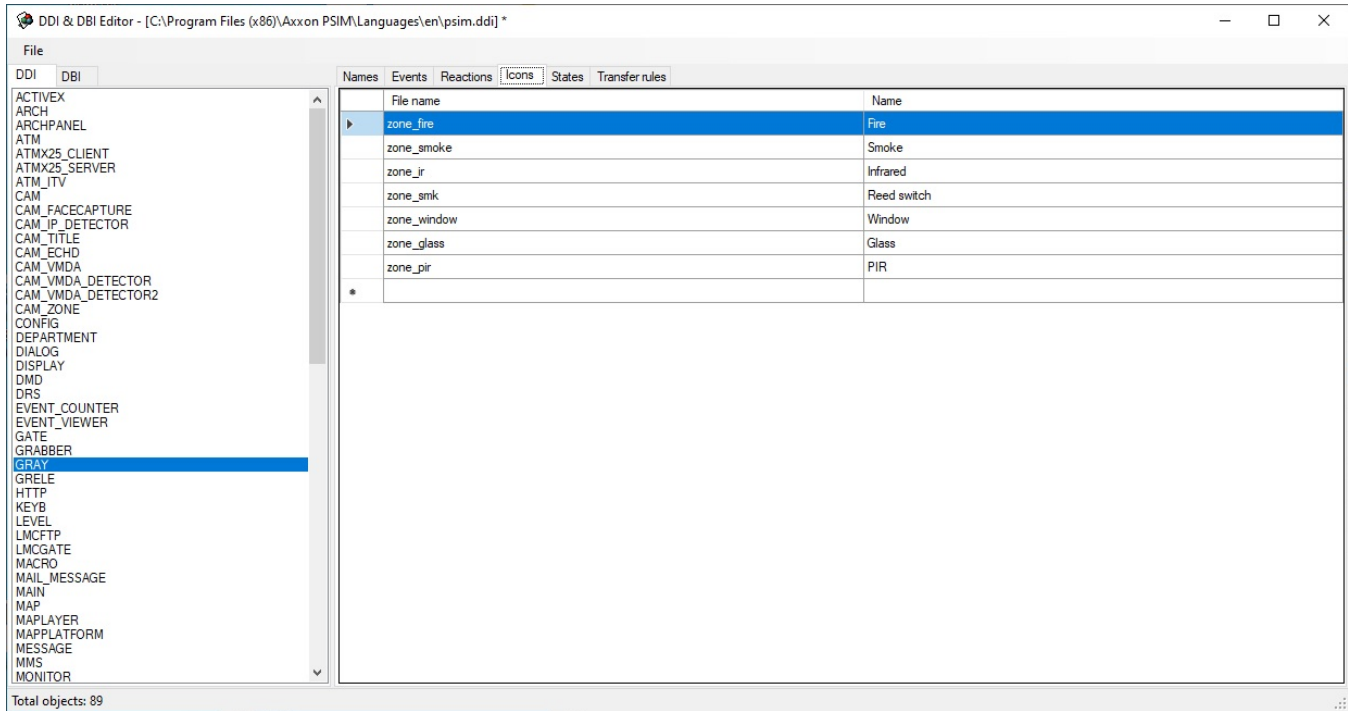 DDI & DBI Editor - [C:\Program Files (x86)\Axxon PSIM\Languages\en\psim.ddi] *
File
DDI DBI
ACTIVEX
ARCH
ARCHPANEL
ATM
ATMX25_CLIENT
ATMX25_SERVER
ATM_ITV
CAM
CAM_FACECAPTURE
CAM_IP_DETECTOR
CAM_TITLE
CAM_ECHD
CAM_VMDA
CAM_VMDA_DETECTOR
CAM_VMDA_DETECTOR2
CAM_ZONE
CONFIG
DEPARTMENT
DIALOG
DISPLAY
DMD
DRS
EVENT_COUNTER
EVENT_VIEWER
GATE
GRABBER
GRAY
GRELE
HTTP
KEYB
LEVEL
LMCFTP
LMCGATE
MACRO
MAIL_MESSAGE
MAIN
MAP
MAPLAYER
MAPPLATFORM
MESSAGE
MMS
MONITOR
Names Events Reactions Icons States Transfer rules
File name Name
zone_fire Fire
zone_smoke Smoke
zone_ir Infrared
zone_smk Reed switch
zone_window Window
zone_glass Glass
zone_pir PIR
Total objects: 89